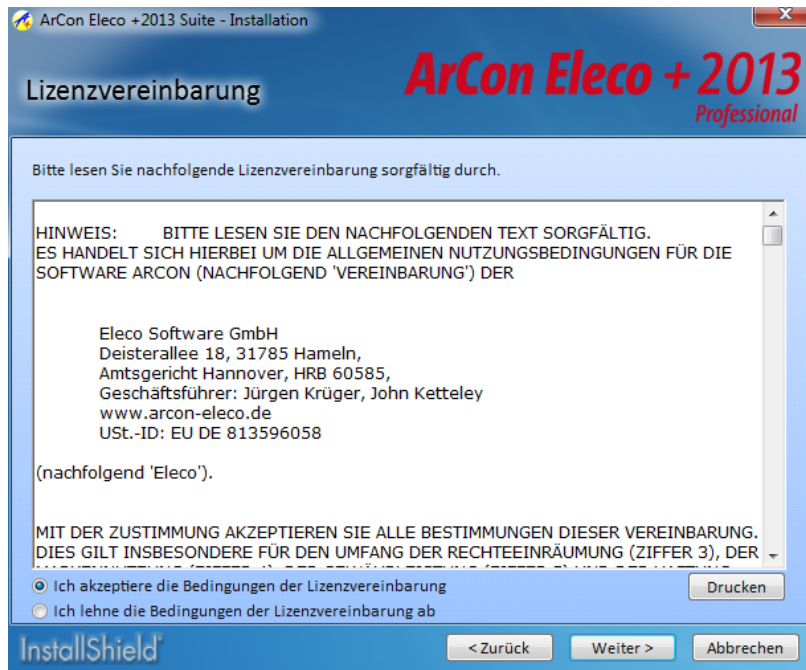 ArCon Eleco +2013 Suite - Installation
Lizenzvereinbarung
ArCon Eleco + 2013
Professional
Bitte lesen Sie nachfolgende Lizenzvereinbarung sorgfältig durch.
HINWEIS: BITTE LESEN SIE DEN NACHFOLGENDEN TEXT SORGFÄLTIG.
ES HANDELT SICH HIERBEI UM DIE ALLGEMEINEN NUTZUNGSBEDINGUNGEN FÜR DIE
SOFTWARE ARCON (NACHFOLGEND 'VEREINBARUNG') DER
Eleco Software GmbH
Deisterallee 18, 31785 Hameln,
Amtsgericht Hannover, HRB 60585,
Geschäftsführer: Jürgen Krüger, John Ketteley
www.arcon-eleco.de
USt.-ID: EU DE 813596058
(nachfolgend 'Eleco').
MIT DER ZUSTIMMUNG AKZEPTIEREN SIE ALLE BESTIMMUNGEN DIESER VEREINBARUNG.
DIES GILT INSBESONDERE FÜR DEN UMFANG DER RECHTEEINRÄUMUNG (ZIFFER 3), DER
Ich akzeptiere die Bedingungen der Lizenzvereinbarung
Drucken
Ich lehne die Bedingungen der Lizenzvereinbarung ab
InstallShield
< Zurück
Weiter >
Abbrechen